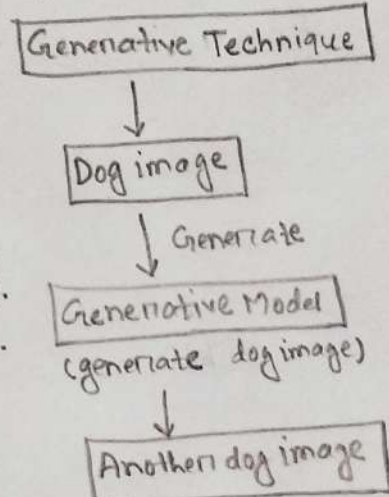 Generative Technique
Dog image
Generate
Generative Model
(generate dog image)
Another dog image